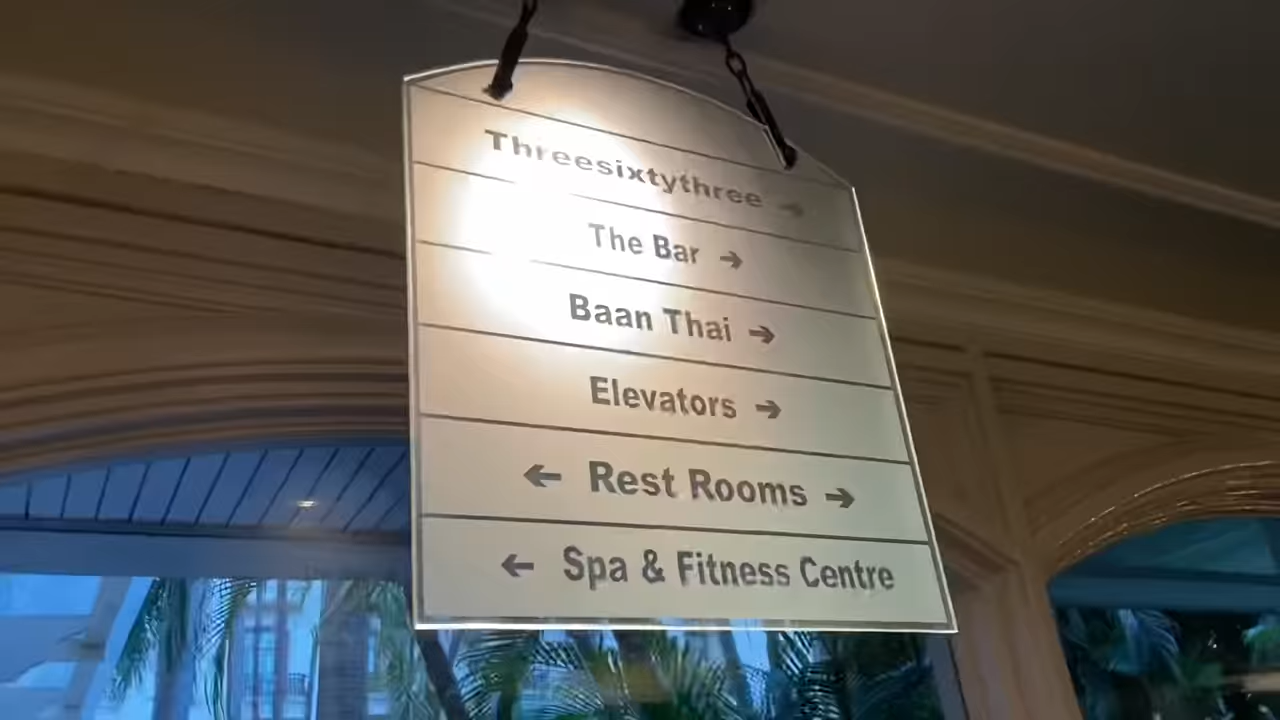 Threesixtythree →
The Bar →
Baan Thai →
Elevators →
← Rest Rooms →
← Spa & Fitness Centre